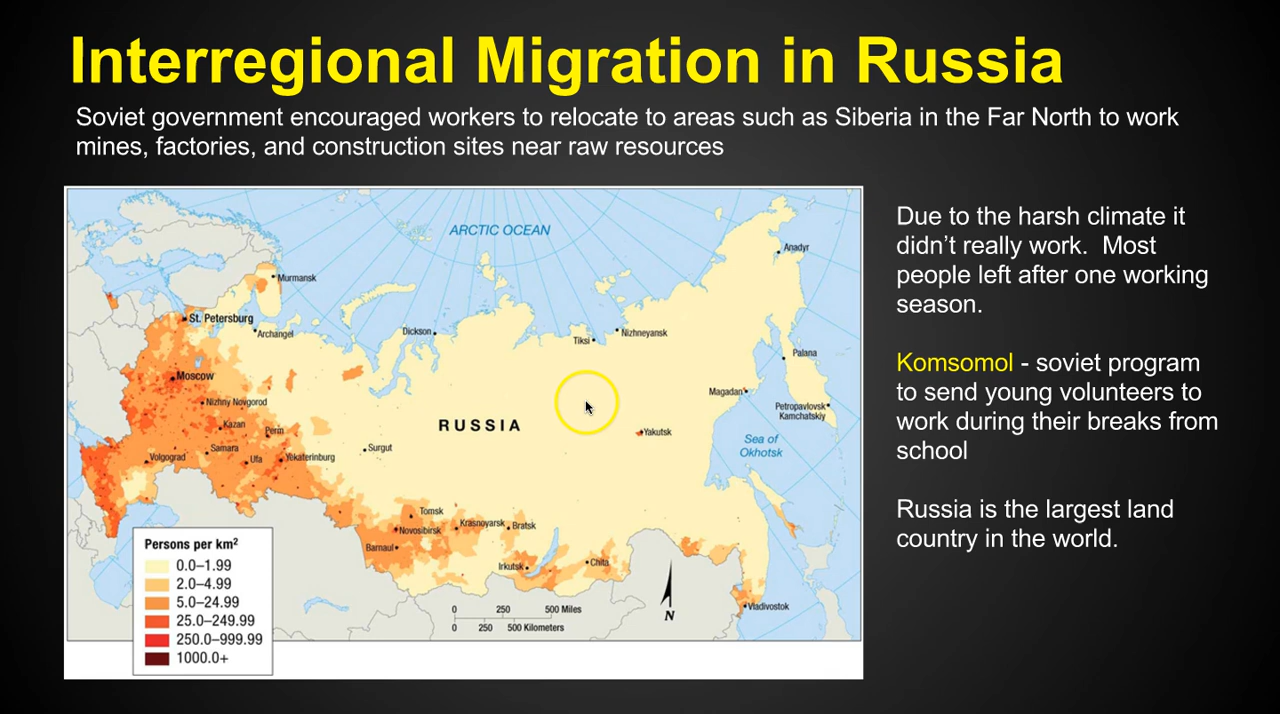 Interregional Migration in Russia
Soviet government encouraged workers to relocate to areas such as Siberia in the Far North to work
mines, factories, and construction sites near raw resources
ARCTIC OCEAN
Anadyr
Murmansk
St. Petersburg
Archangel
Dickson
Tiksi
Nizhneyansk
Palana
Moscow
Magadan
Nizhny Novgorod
Petropavlovsk
Kamchatskiy
Kazan
Perm
RUSSIA
Yakutsk
Sea of
Okhotsk
Samara
Surgut
Volgograd
Ufa
Yekaterinburg
Tomsk
Krasnoyarsk
Bratsk
Novosibirsk
Barnaul
Irkutsk
Chita
Vladivostok
Persons per km²
0.0–1.99
2.0–4.99
5.0–24.99
25.0–249.99
250.0–999.99
1000.0+
0 250 500 Miles
0 250 500 Kilometers
N
Due to the harsh climate it
didn't really work. Most
people left after one working
season.
Komsomol - soviet program
to send young volunteers to
work during their breaks from
school
Russia is the largest land
country in the world.